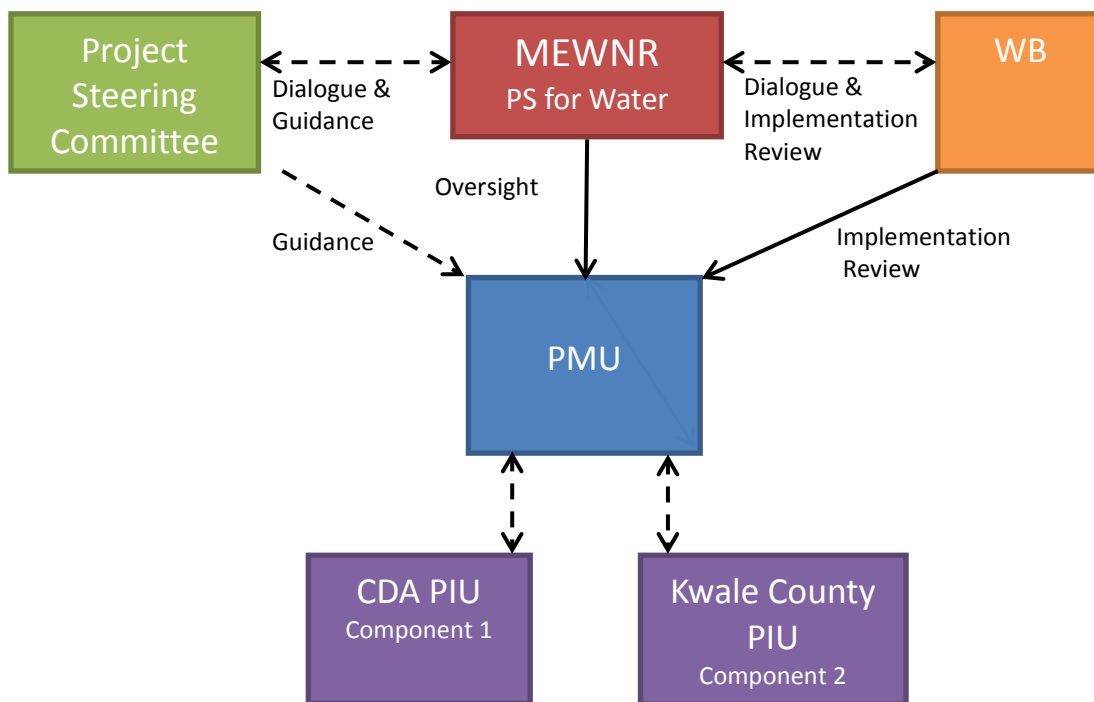 Project
Steering
Committee
Dialogue &
Guidance
MEWNR
PS for Water
Dialogue &
Implementation
Review
WB
Oversight
Guidance
Implementation
Review
PMU
CDA PIU
Component 1
Kwale County
PIU
Component 2